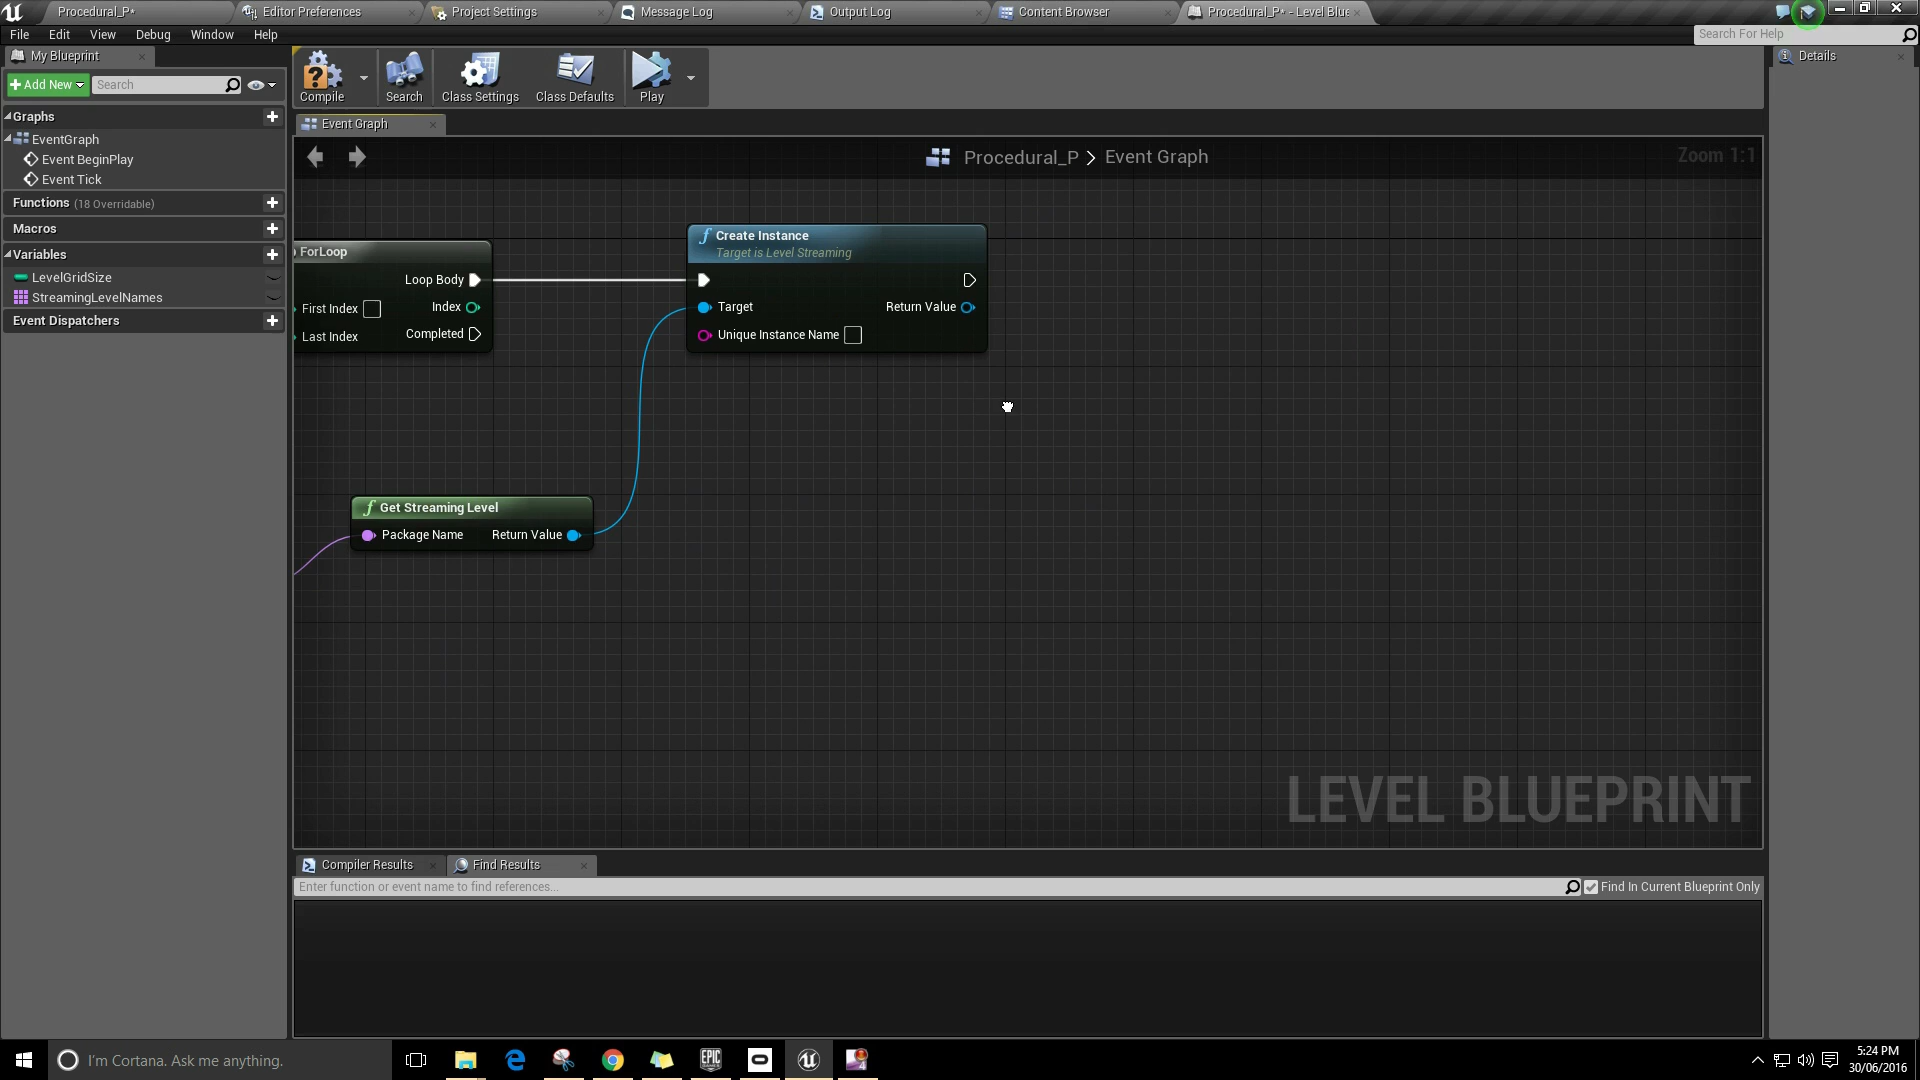 Procedural_P*
Editor Preferences
Project Settings
Message Log
Output Log
Content Browser
Procedural_P* - Level Blue
File Edit View Debug Window Help
Search For Help
My Blueprint
Details
Add New
Search
Compile
Search
Class Settings
Class Defaults
Play
Graphs
EventGraph
Event BeginPlay
Event Tick
Functions (18 Overridable)
Macros
Variables
LevelGridSize
StreamingLevelNames
Event Dispatchers
Event Graph
Procedural_P > Event Graph
Zoom 1:1
ForLoop
Loop Body
First Index
Index
Last Index
Completed
Create Instance
Target is Level Streaming
Target
Return Value
Unique Instance Name
Get Streaming Level
Package Name
Return Value
LEVEL BLUEPRINT
Compiler Results
Find Results
Enter function or event name to find references...
Find In Current Blueprint Only
I'm Cortana. Ask me anything.
EPIC
5:24 PM
30/06/2016